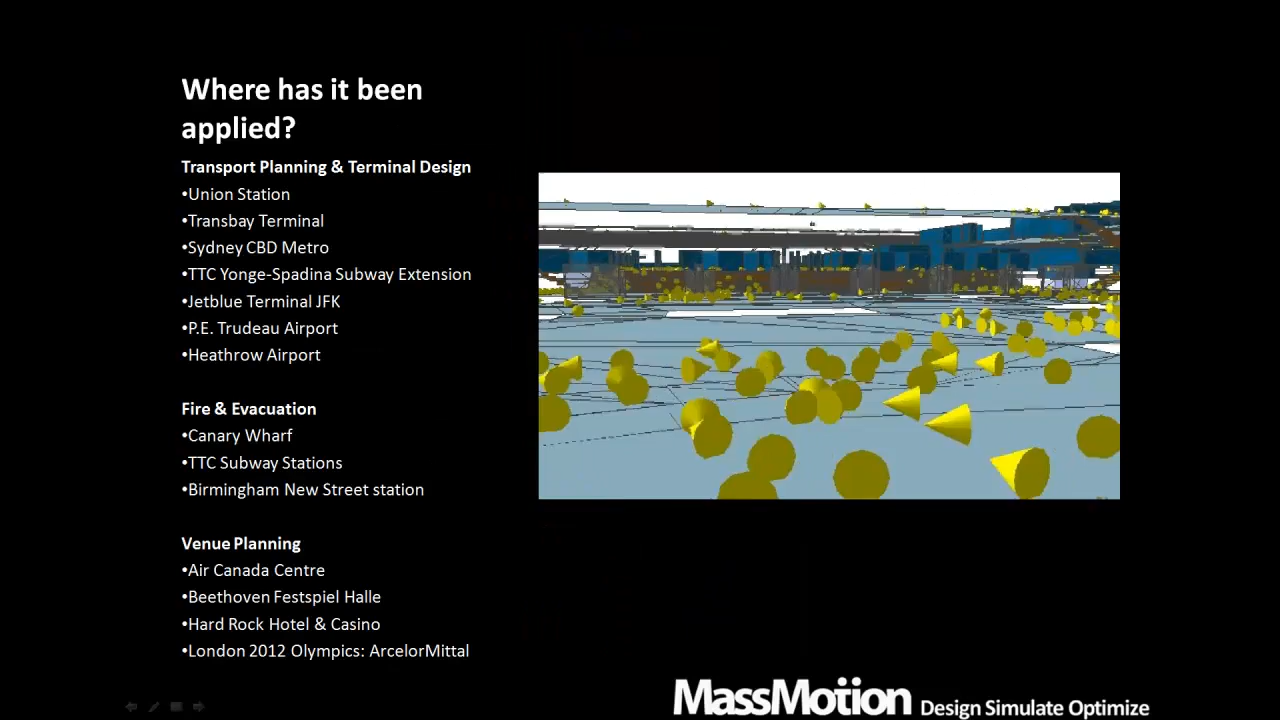 Where has it been
applied?
Transport Planning & Terminal Design
•Union Station
•Transbay Terminal
•Sydney CBD Metro
•TTC Yonge-Spadina Subway Extension
•Jetblue Terminal JFK
•P.E. Trudeau Airport
•Heathrow Airport
Fire & Evacuation
•Canary Wharf
•TTC Subway Stations
•Birmingham New Street station
Venue Planning
•Air Canada Centre
•Beethoven Festspiel Halle
•Hard Rock Hotel & Casino
•London 2012 Olympics: ArcelorMittal
MassMotion Design Simulate Optimize